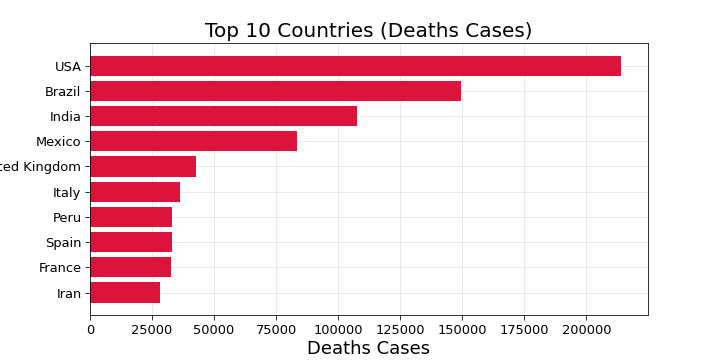 Top 10 Countries (Deaths Cases)
USA
Brazil
India
Mexico
ted Kingdom
Italy
Peru
Spain
France
Iran
0 25000 50000 75000 100000 125000 150000 175000 200000
Deaths Cases